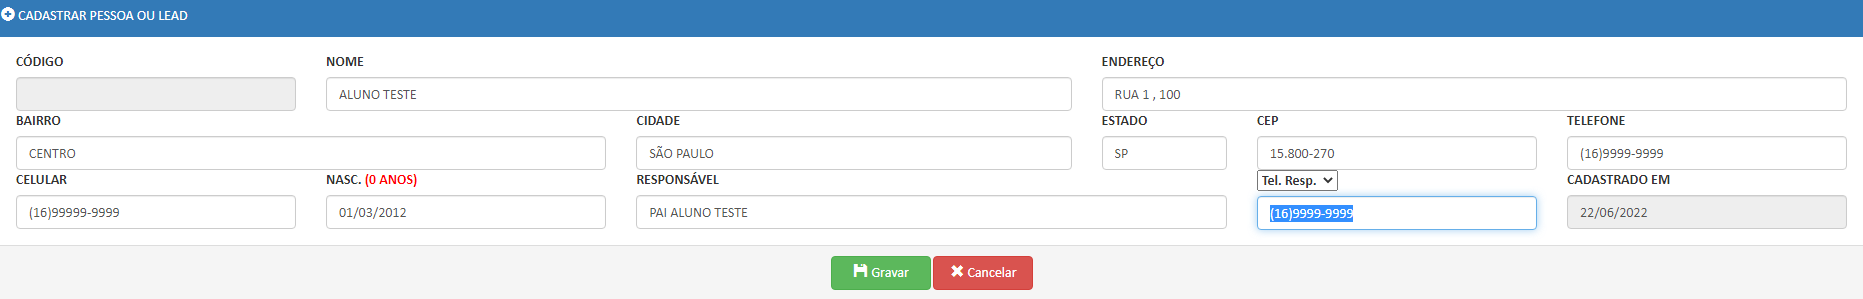 CADASTRAR PESSOA OU LEAD
CÓDIGO NOME ENDEREÇO
ALUNO TESTE RUA 1 , 100
BAIRRO CIDADE ESTADO CEP TELEFONE
CENTRO SÃO PAULO SP 15.800-270 (16)9999-9999
CELULAR NASC. (0 ANOS) RESPONSÁVEL Tel. Resp. CADASTRADO EM
(16)99999-9999 01/03/2012 PAI ALUNO TESTE (16)9999-9999 22/06/2022
Gravar Cancelar